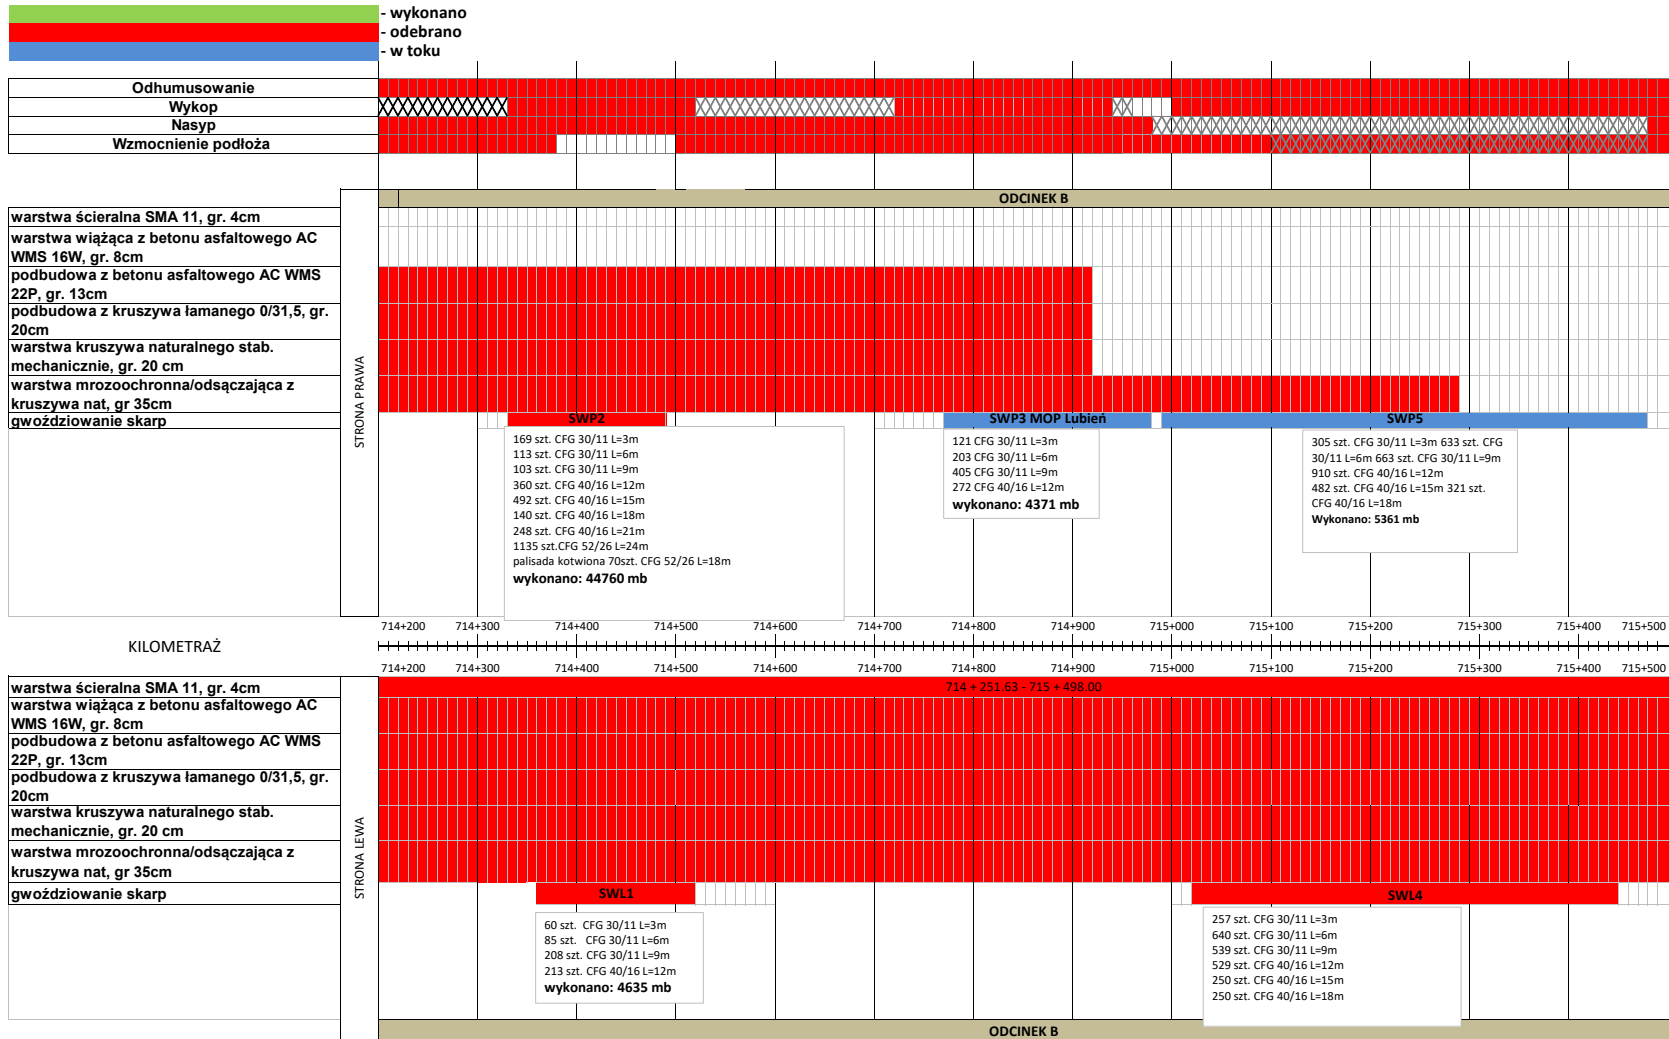 - wykonano
- odebrano
- w toku
Odhumusowanie
Wykop
Nasyp
Wzmocnienie podłoża
ODCINEK B
STRONA PRAWA
warstwa ścieralna SMA 11, gr. 4cm
warstwa wiążąca z betonu asfaltowego AC
WMS 16W, gr. 8cm
podbudowa z betonu asfaltowego AC WMS
22P, gr. 13cm
podbudowa z kruszywa łamanego 0/31,5, gr.
20cm
warstwa kruszywa naturalnego stab.
mechanicznie, gr. 20 cm
warstwa mrozoochronna/odsączająca z
kruszywa nat, gr 35cm
gwoździowanie skarp
SWP2
SWP3 MOP Lubień
SWP5
169 szt. CFG 30/11 L=3m
113 szt. CFG 30/11 L=6m
103 szt. CFG 30/11 L=9m
360 szt. CFG 40/16 L=12m
492 szt. CFG 40/16 L=15m
140 szt. CFG 40/16 L=18m
248 szt. CFG 40/16 L=21m
1135 szt.CFG 52/26 L=24m
palisada kotwiona 70szt. CFG 52/26 L=18m
wykonano: 44760 mb
121 CFG 30/11 L=3m
203 CFG 30/11 L=6m
405 CFG 30/11 L=9m
272 CFG 40/16 L=12m
wykonano: 4371 mb
305 szt. CFG 30/11 L=3m 633 szt. CFG
30/11 L=6m 663 szt. CFG 30/11 L=9m
910 szt. CFG 40/16 L=12m
482 szt. CFG 40/16 L=15m 321 szt.
CFG 40/16 L=18m
Wykonano: 5361 mb
714+200 714+300 714+400 714+500 714+600 714+700 714+800 714+900 715+000 715+100 715+200 715+300 715+400 715+500
KILOMETRAŻ
714+200 714+300 714+400 714+500 714+600 714+700 714+800 714+900 715+000 715+100 715+200 715+300 715+400 715+500
STRONA LEWA
warstwa ścieralna SMA 11, gr. 4cm
714 + 251.63 - 715 + 498.00
warstwa wiążąca z betonu asfaltowego AC
WMS 16W, gr. 8cm
podbudowa z betonu asfaltowego AC WMS
22P, gr. 13cm
podbudowa z kruszywa łamanego 0/31,5, gr.
20cm
warstwa kruszywa naturalnego stab.
mechanicznie, gr. 20 cm
warstwa mrozoochronna/odsączająca z
kruszywa nat, gr 35cm
gwoździowanie skarp
SWL1
SWL4
60 szt. CFG 30/11 L=3m
85 szt. CFG 30/11 L=6m
208 szt. CFG 30/11 L=9m
213 szt. CFG 40/16 L=12m
wykonano: 4635 mb
257 szt. CFG 30/11 L=3m
640 szt. CFG 30/11 L=6m
539 szt. CFG 30/11 L=9m
529 szt. CFG 40/16 L=12m
250 szt. CFG 40/16 L=15m
250 szt. CFG 40/16 L=18m
ODCINEK B